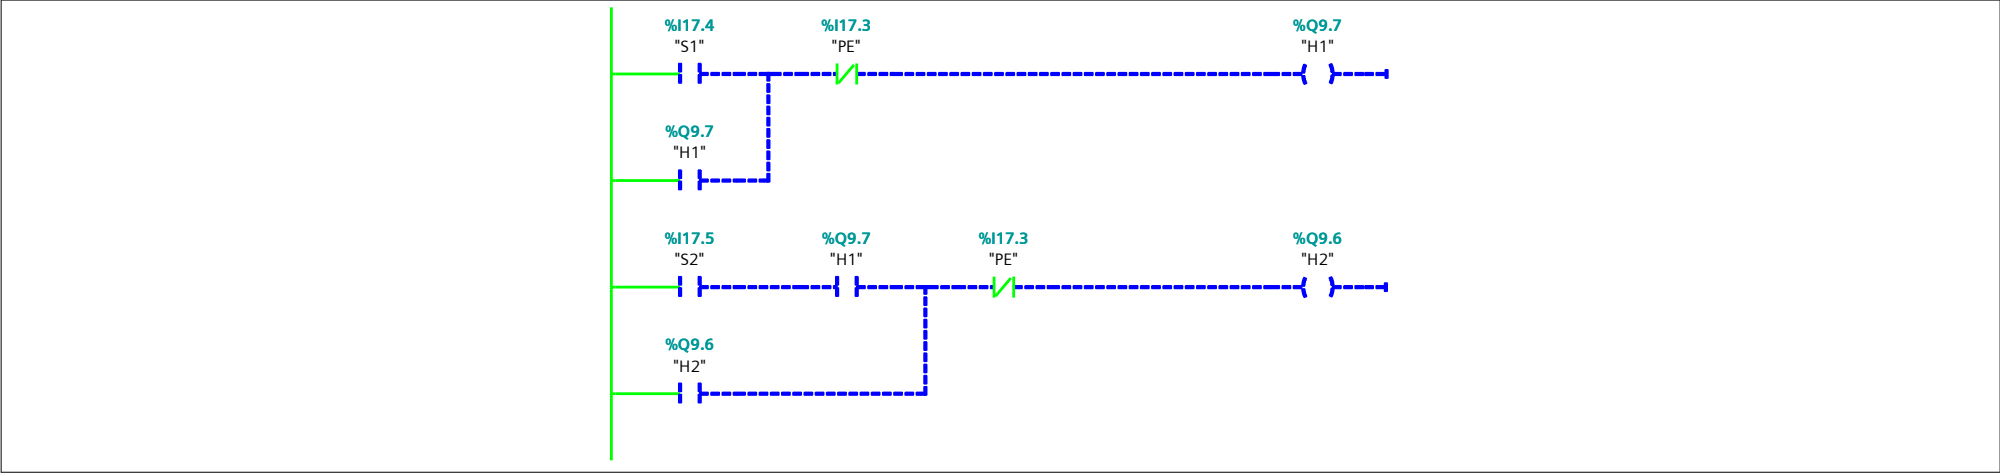 %I17.4 %I17.3 %Q9.7
"S1" "PE" "H1"
%Q9.7
"H1"
%I17.5 %Q9.7 %I17.3 %Q9.6
"S2" "H1" "PE" "H2"
%Q9.6
"H2"